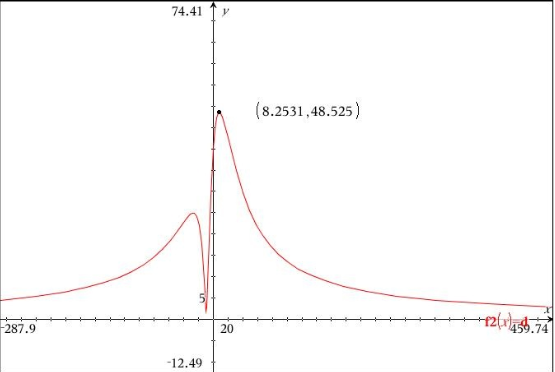 74.41 y
(8.2531,48.525)
5
x
-287.9 20 f2(x)=d 459.74
-12.49